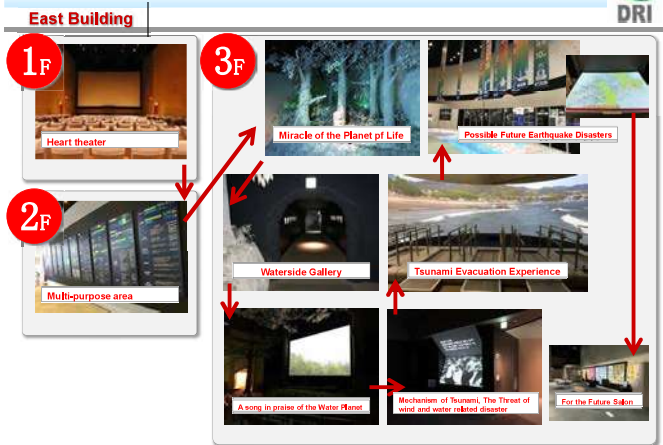 East Building
DRI
1F
Heart theater
2F
Multi-purpose area
3F
Miracle of the Planet pf Life
Waterside Gallery
A song in praise of the Water Planet
Mechanism of Tsunami, The Threat of
wind and water related disaster
Tsunami Evacuation Experience
Possible Future Earthquake Disasters
For the Future Salon